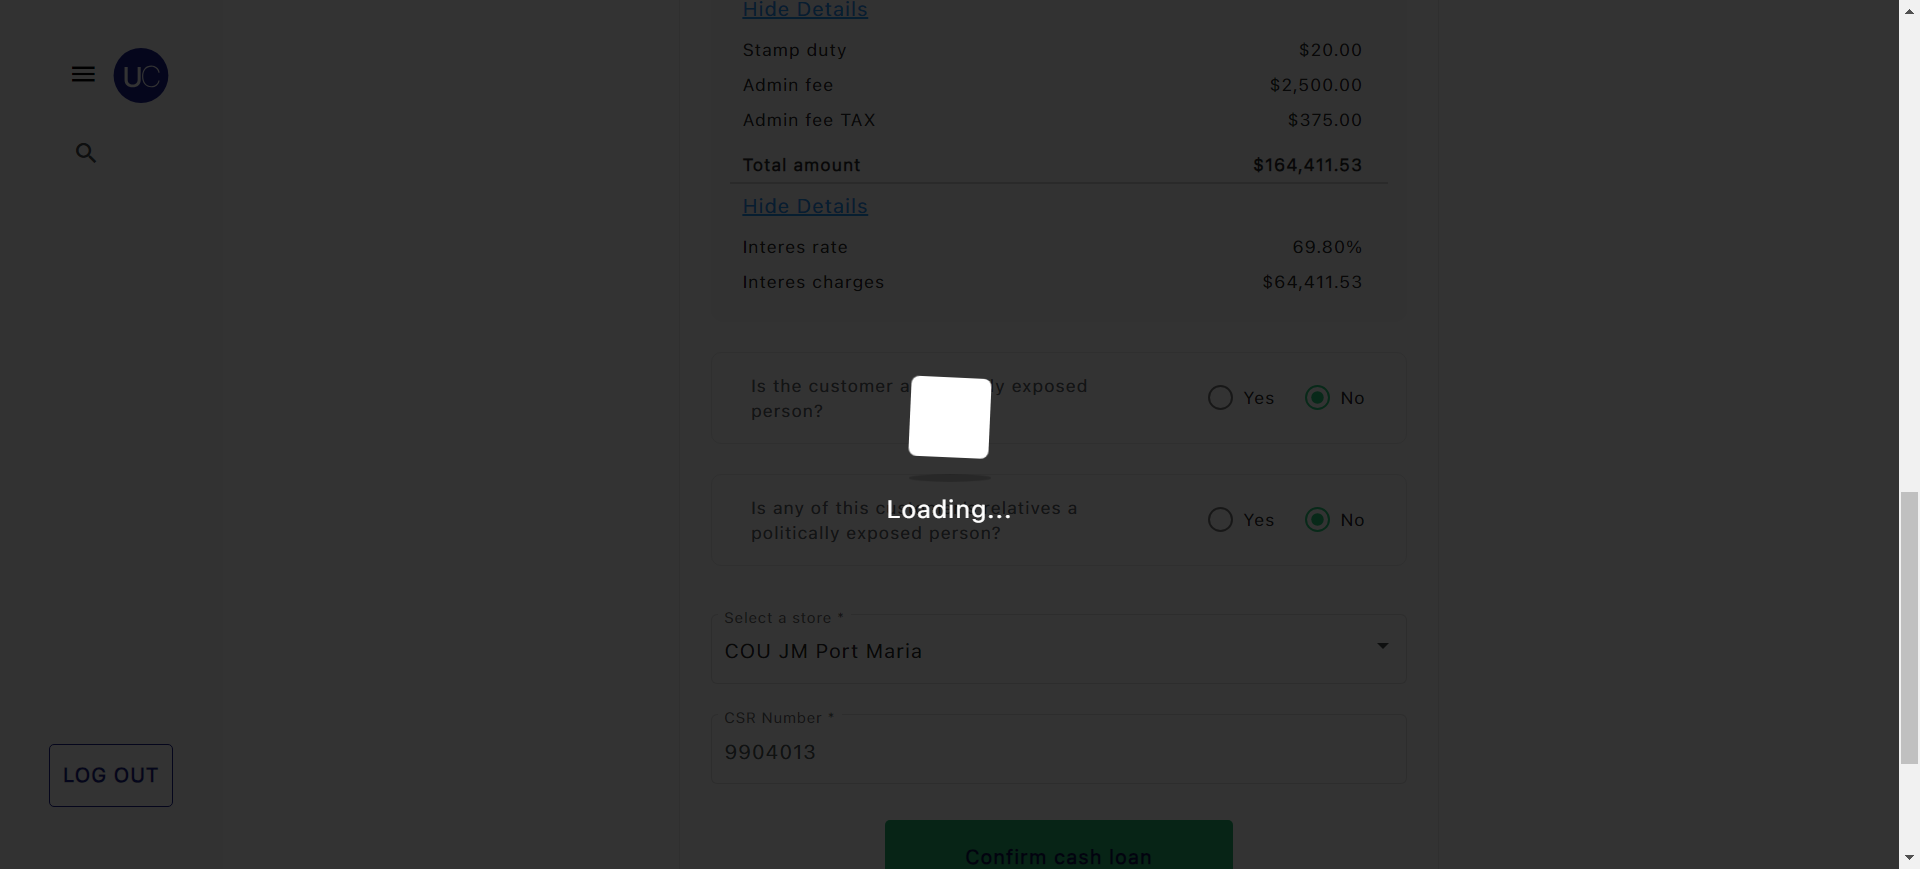 Hide Details
UC
Stamp duty $20.00
Admin fee $2,500.00
Admin fee TAX $375.00
Total amount $164,411.53
Hide Details
Interes rate 69.80%
Interes charges $64,411.53
Is the customer a y exposed
person?
Yes No
Is any of this relatives a
politically exposed person?
Yes No
Loading...
Select a store *
COU JM Port Maria
CSR Number *
9904013
LOG OUT
Confirm cash loan